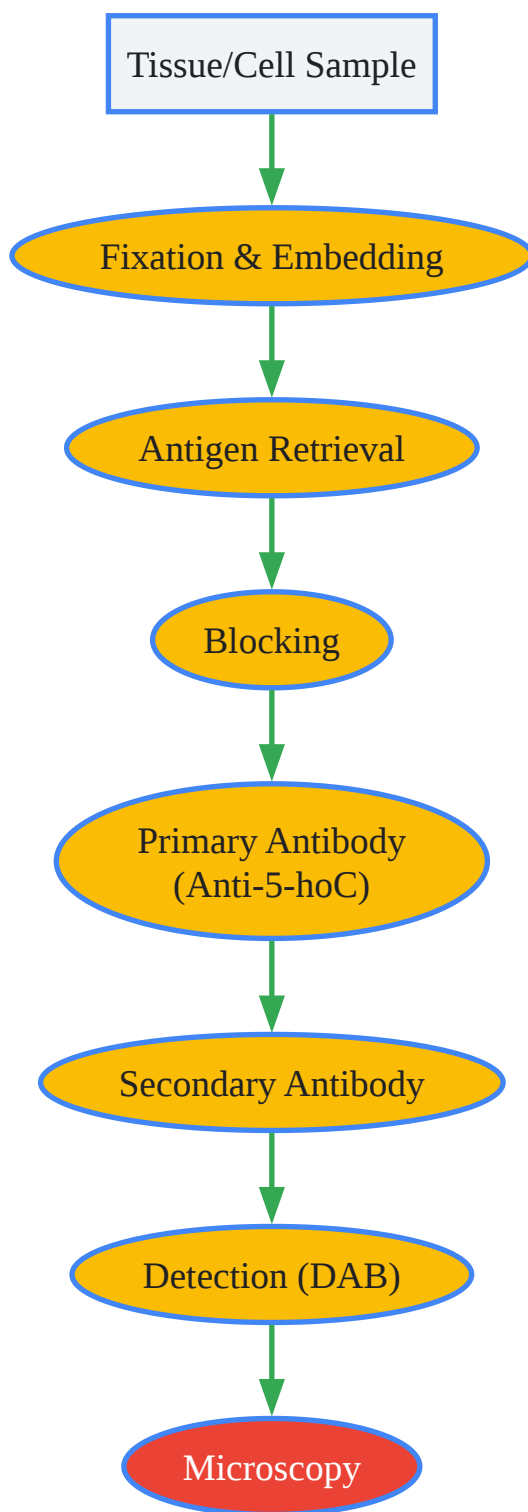 Tissue/Cell Sample
Fixation & Embedding
Antigen Retrieval
Blocking
Primary Antibody
(Anti-5-hoC)
Secondary Antibody
Detection (DAB)
Microscopy